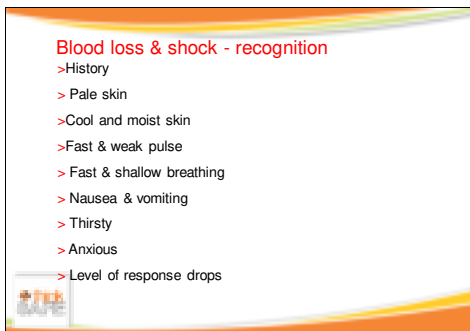 Blood loss & shock - recognition
>History
> Pale skin
>Cool and moist skin
>Fast & weak pulse
> Fast & shallow breathing
> Nausea & vomiting
> Thirsty
> Anxious
> Level of response drops
SAFE